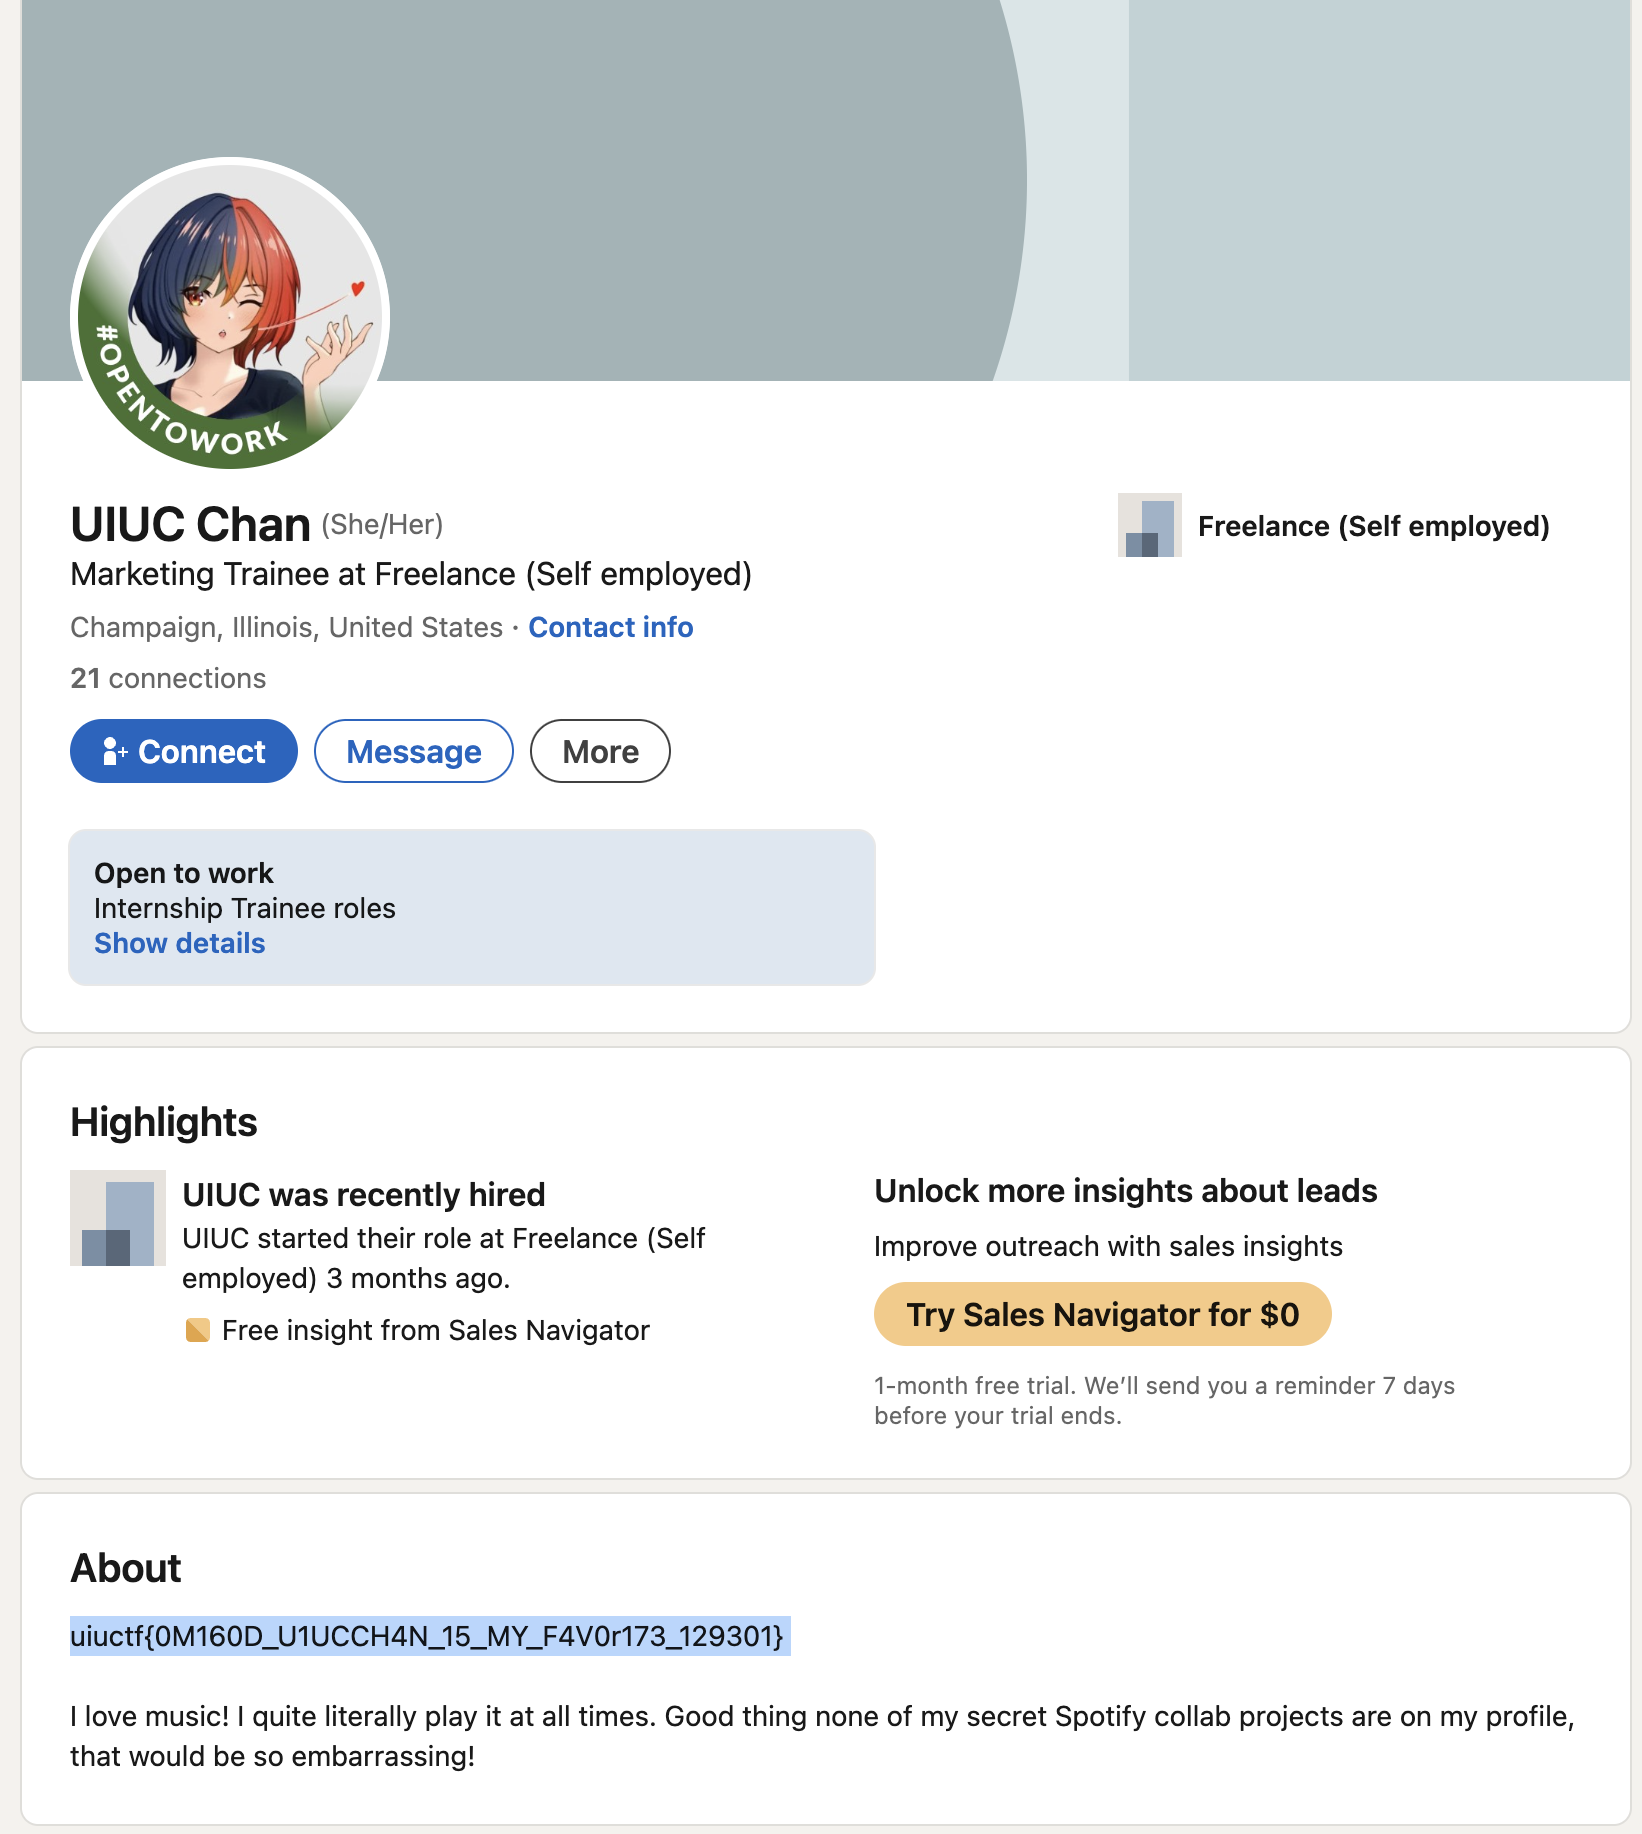 #OPENTOWORK
UIUC Chan (She/Her)
Freelance (Self employed)
Marketing Trainee at Freelance (Self employed)
Champaign, Illinois, United States · Contact info
21 connections
Connect
Message
More
Open to work
Internship Trainee roles
Show details
Highlights
UIUC was recently hired
UIUC started their role at Freelance (Self
employed) 3 months ago.
Free insight from Sales Navigator
Unlock more insights about leads
Improve outreach with sales insights
Try Sales Navigator for $0
1-month free trial. We’ll send you a reminder 7 days
before your trial ends.
About
uiuctf{0M160D_U1UCCH4N_15_MY_F4V0r173_129301}
I love music! I quite literally play it at all times. Good thing none of my secret Spotify collab projects are on my profile,
that would be so embarrassing!